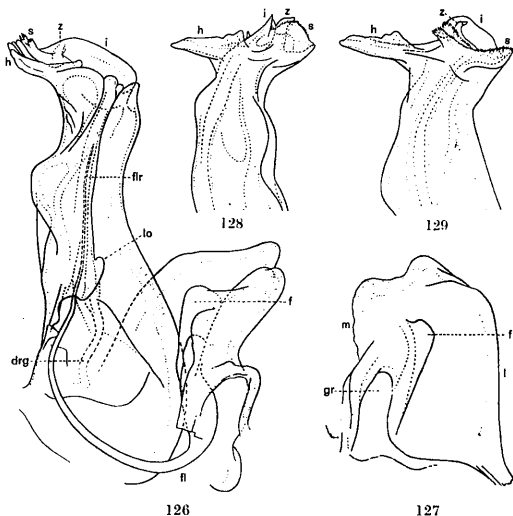 h s z i
h i z s
z. i h s
flr
lo
drg
f
fl
m
f
gr
l
128
129
126
127